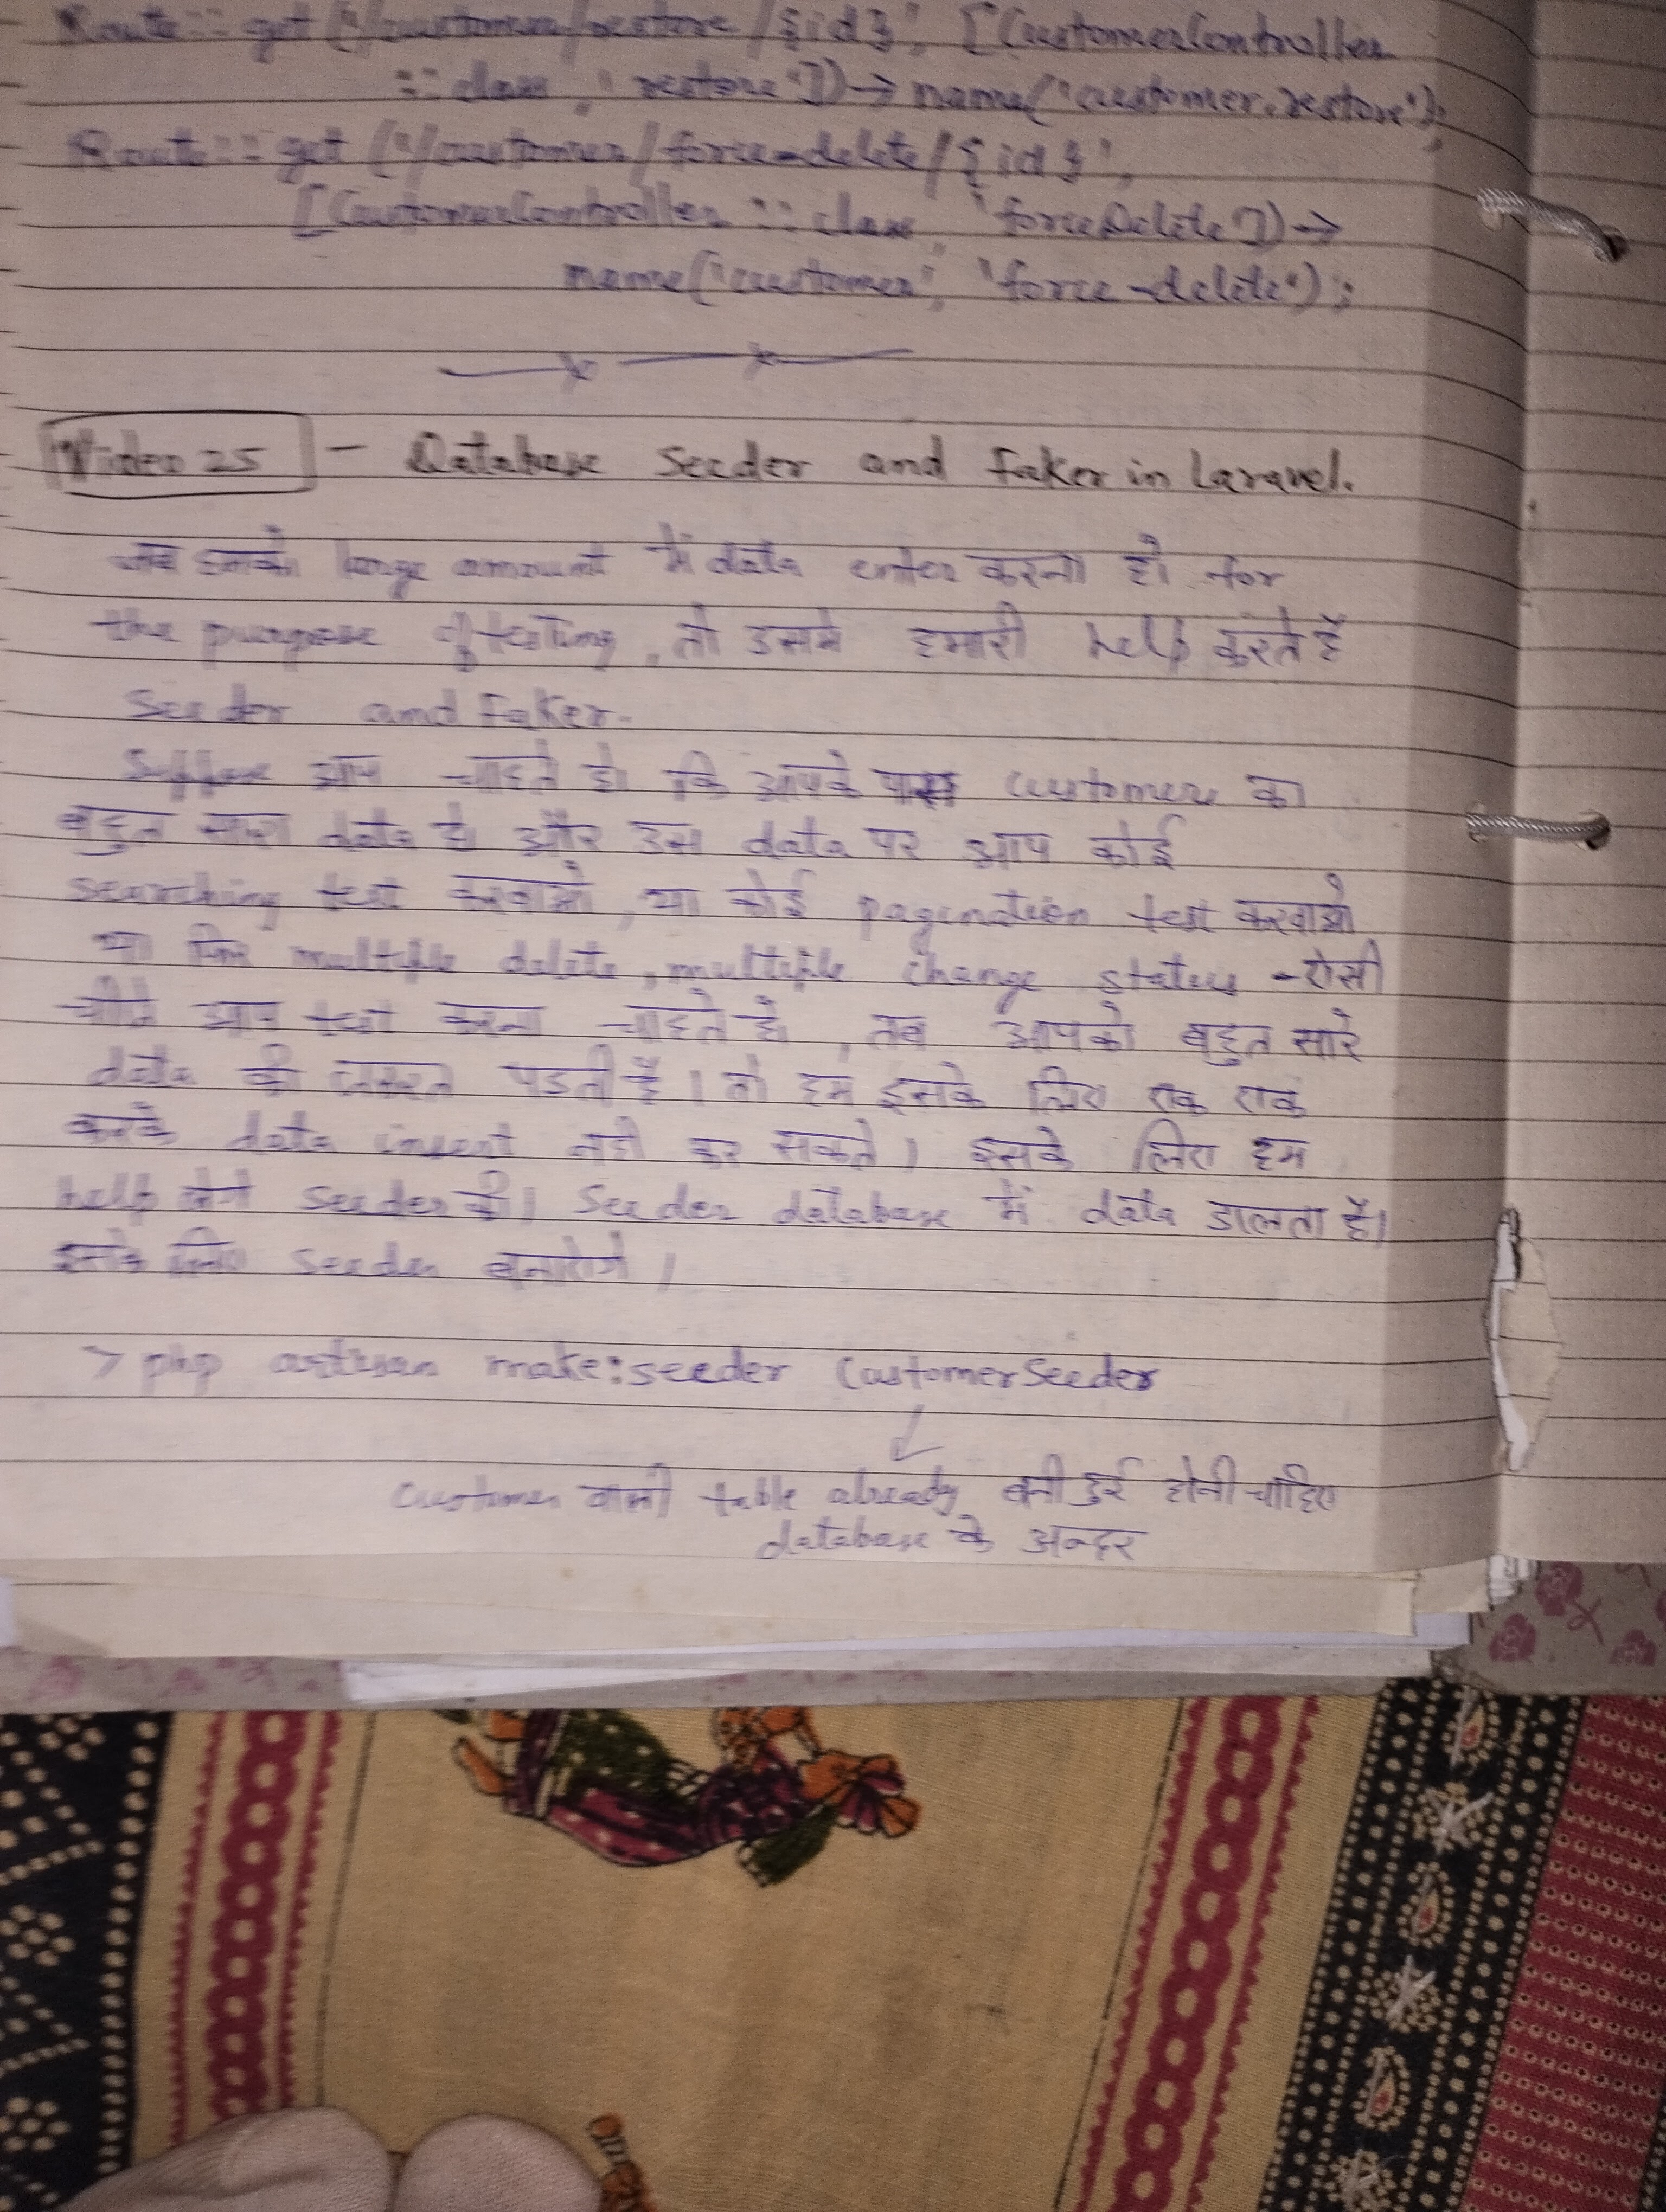 Route::get('/customer/restore/{id}', [CustomerController
::class, 'restore'])->name('customer.restore');
Route::get('/customer/force-delete/{id}',
[CustomerController::class, 'forceDelete'])->
name('customer', 'force-delete');
Video 25 - Database Seeder and Faker in Laravel.
जब हमको large amount में data enter करना हो for
the purpose of testing, तो उसमे हमारी help करते हैं
Seeder and Faker.
Suppose आप चाहते हो कि आपके पास customers का
बहुत सारा data हो और उस data पर आप कोई
searching test करवाओ, या कोई pagination test करवाओ
या फिर multiple delete, multiple change status - ऐसी
चीजे आप test करना चाहते हो, तब आपको बहुत सारे
data की जरूरत पडती है। तो हम इसके लिए एक एक
करके data insert नही कर सकते। इसके लिए हम
help लेंगे seeder की। Seeder database में data डालता है।
इसके लिए seeder बनायेंगे।
> php artisan make:seeder CustomerSeeder
customer वाली table already बनी हुई होनी चाहिए
database के अन्दर